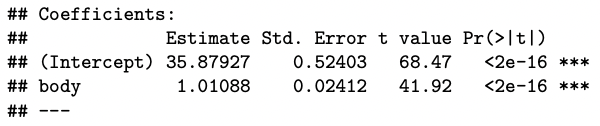 ## Coefficients:
##             Estimate Std. Error t value Pr(>|t|)
## (Intercept) 35.87927    0.52403   68.47   <2e-16 ***
## body         1.01088    0.02412   41.92   <2e-16 ***
## ---